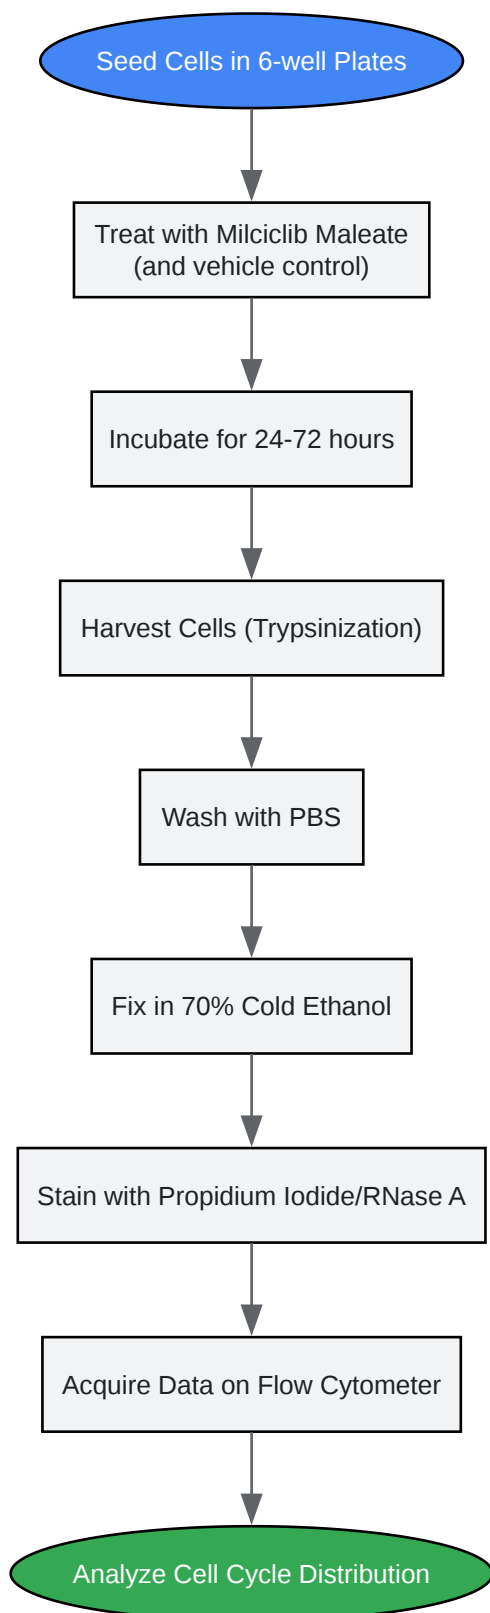 Seed Cells in 6-well Plates
Treat with Milciclib Maleate
(and vehicle control)
Incubate for 24-72 hours
Harvest Cells (Trypsinization)
Wash with PBS
Fix in 70% Cold Ethanol
Stain with Propidium Iodide/RNase A
Acquire Data on Flow Cytometer
Analyze Cell Cycle Distribution